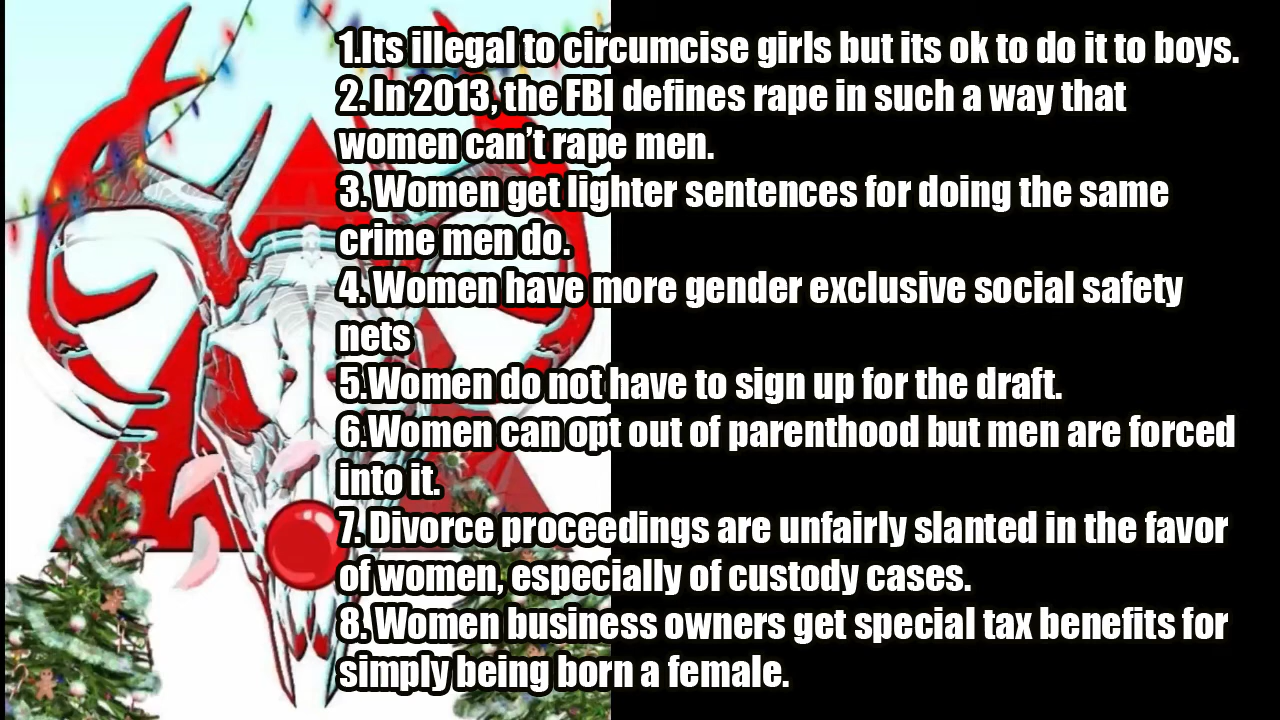 1.Its illegal to circumcise girls but its ok to do it to boys.
2. In 2013, the FBI defines rape in such a way that
women can’t rape men.
3. Women get lighter sentences for doing the same
crime men do.
4. Women have more gender exclusive social safety
nets
5.Women do not have to sign up for the draft.
6.Women can opt out of parenthood but men are forced
into it.
7. Divorce proceedings are unfairly slanted in the favor
of women, especially of custody cases.
8. Women business owners get special tax benefits for
simply being born a female.